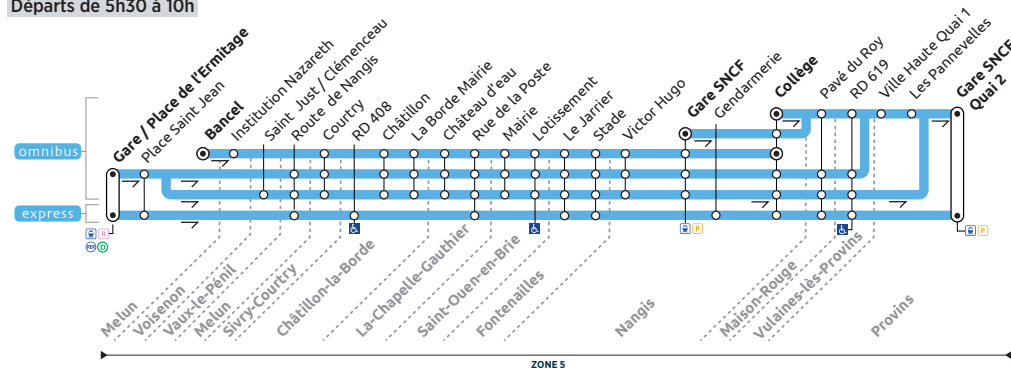 Départs de 5h30 à 10h
omnibus
express
Gare / Place de l'Ermitage
Place Saint Jean
Bancel
Institution Nazareth
Saint Just / Clémenceau
Route de Nangis
Courtry
RD 408
Châtillon
La Borde Mairie
Château d'eau
Rue de la Poste
Mairie
Lotissement
Le Jarrier
Stade
Victor Hugo
Gare SNCF
Gendarmerie
Collège
Pavé du Roy
RD 619
Ville Haute Quai 1
Les Pannevelles
Gare SNCF
Quai 2
R
RER
D
P
P
Melun
Voisenon
Vaux-le-Pénil
Melun
Sivry-Courtry
Châtillon-la-Borde
La-Chapelle-Gauthier
Saint-Ouen-en-Brie
Fontenailles
Nangis
Maison-Rouge
Vulaines-lès-Provins
Provins
ZONE 5